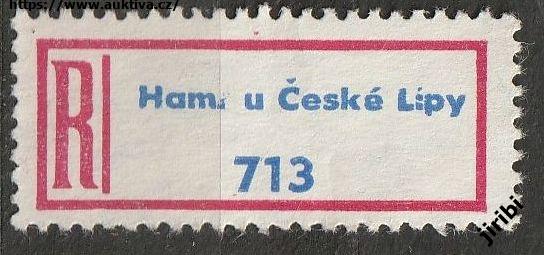 https://www.auktiva.cz/
R
Ham. u České Lípy
713
jiribi